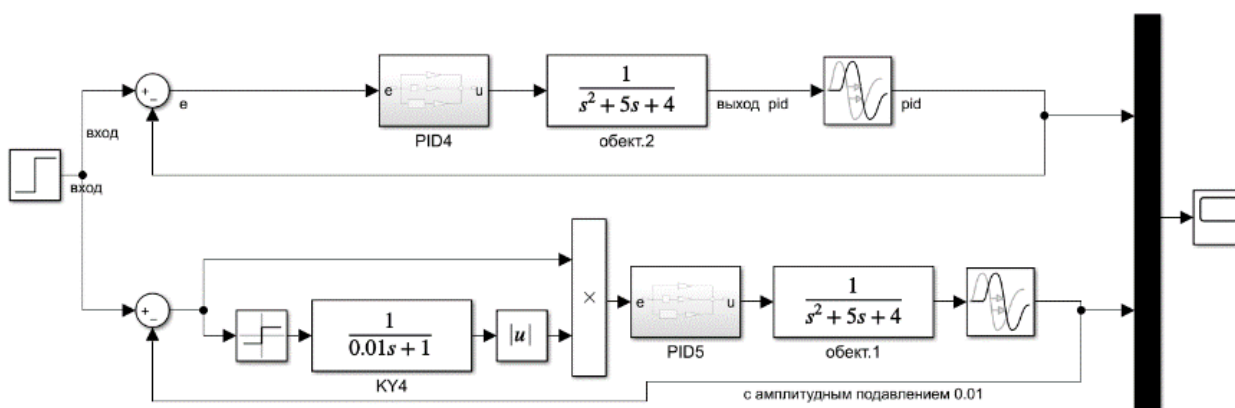 +
−
e
вход
вход
e
u
PID4
1
s² + 5s + 4
обект.2
выход pid
pid
+
−
1
0.01s + 1
KY4
|u|
×
e
u
PID5
1
s² + 5s + 4
обект.1
с амплитудным подавлением 0.01